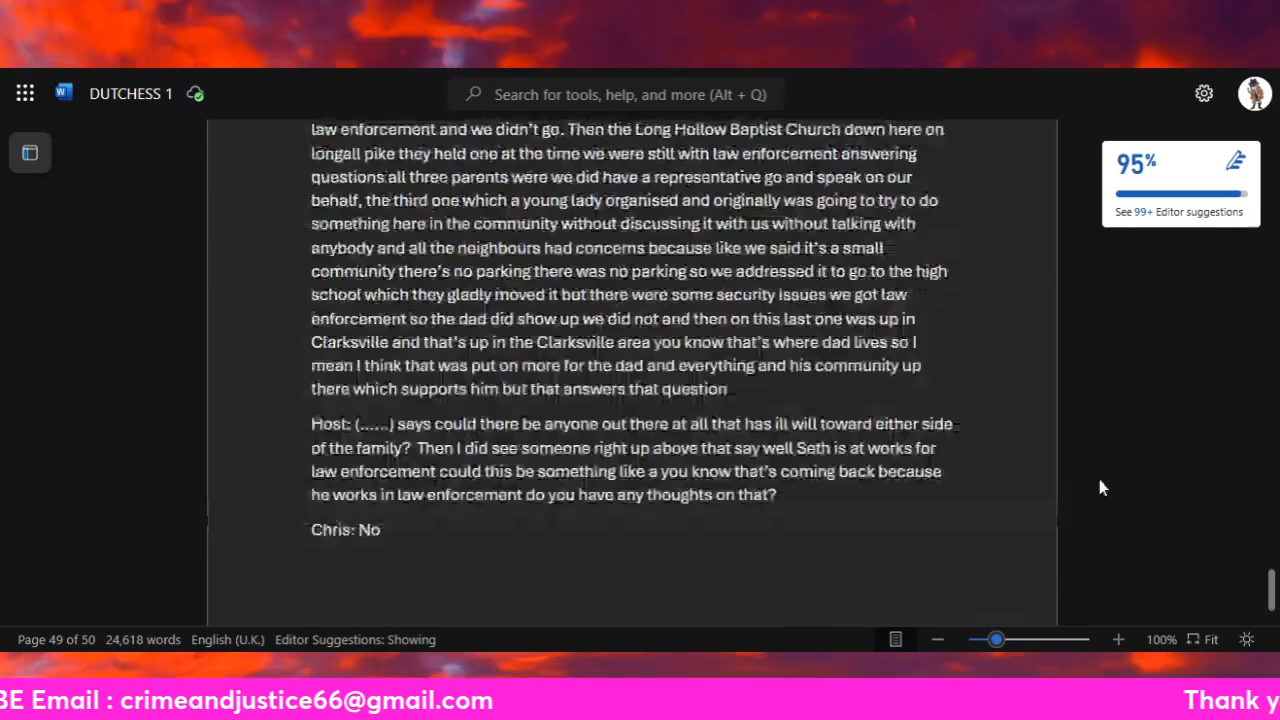 DUTCHESS 1
Search for tools, help, and more (Alt + Q)
law enforcement and we didn't go. Then the Long Hollow Baptist Church down here on
longall pike they held one at the time we were still with law enforcement answering
questions all three parents were we did have a representative go and speak on our
behalf, the third one which a young lady organised and originally was going to try to do
something here in the community without discussing it with us without talking with
anybody and all the neighbours had concerns because like we said it's a small
community there's no parking there was no parking so we addressed it to go to the high
school which they gladly moved it but there were some security issues we got law
enforcement so the dad did show up we did not and then on this last one was up in
Clarksville and that's up in the Clarksville area you know that's where dad lives so I
mean I think that was put on more for the dad and everything and his community up
there which supports him but that answers that question
Host: (......) says could there be anyone out there at all that has ill will toward either side
of the family? Then I did see someone right up above that say well Seth is at works for
law enforcement could this be something like a you know that's coming back because
he works in law enforcement do you have any thoughts on that?
Chris: No
95%
See 99+ Editor suggestions
Page 49 of 50 24,618 words English (U.K.) Editor Suggestions: Showing
100% Fit
BE Email : crimeandjustice66@gmail.com Thank y